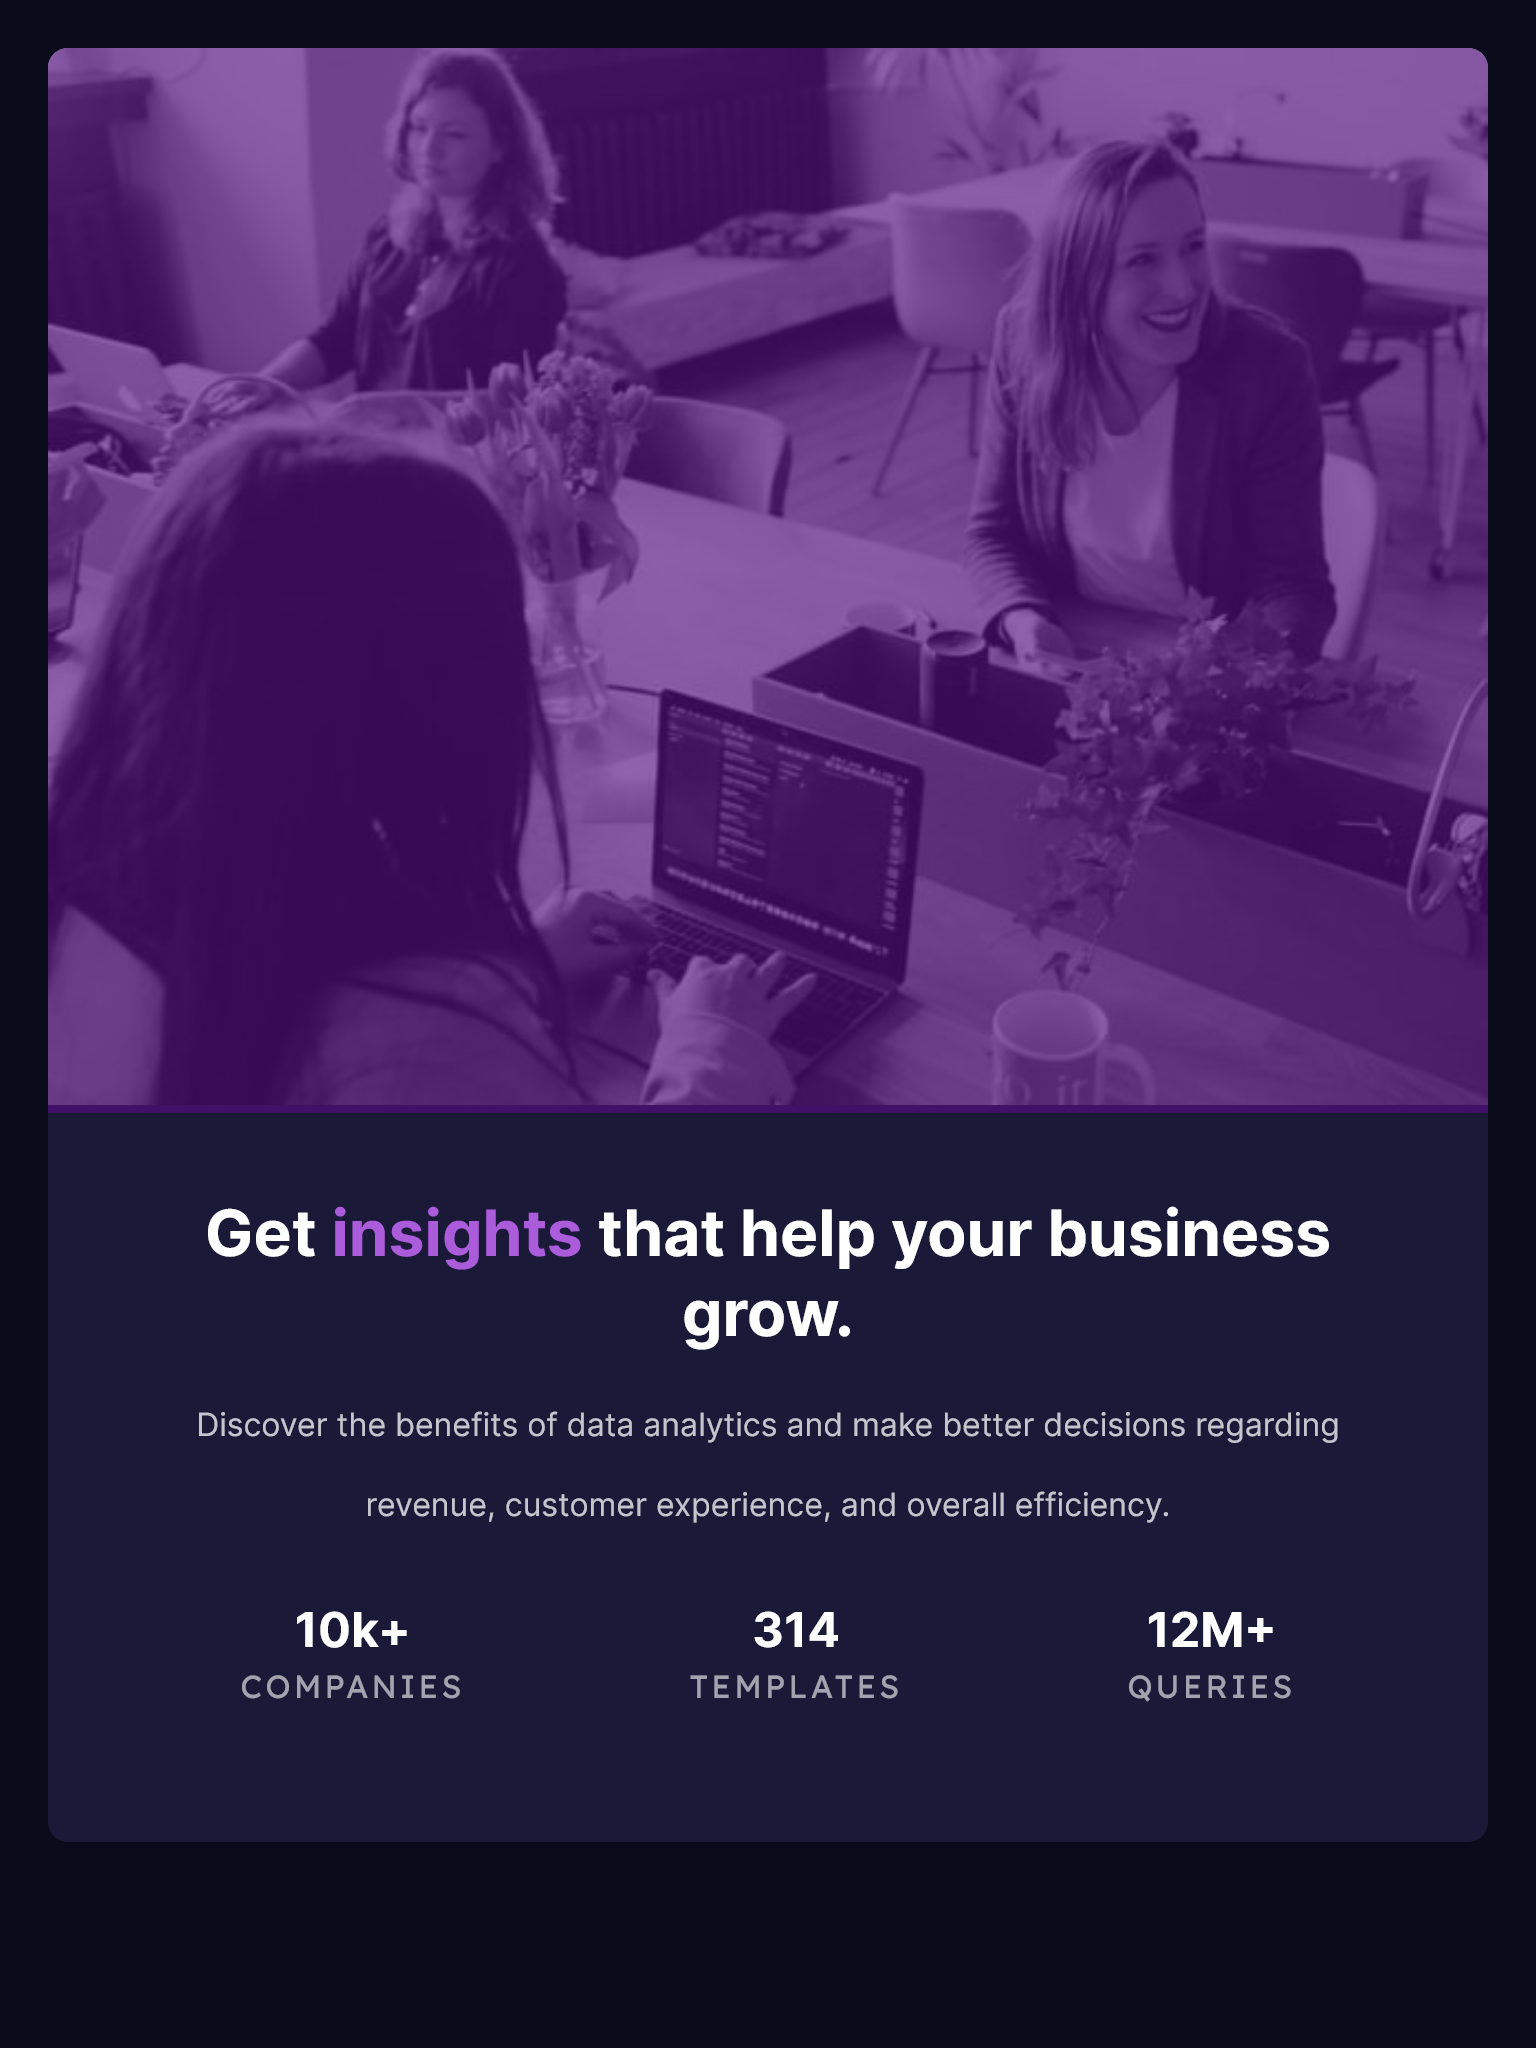 Get insights that help your business
grow.
Discover the benefits of data analytics and make better decisions regarding
revenue, customer experience, and overall efficiency.
10k+ 314 12M+
COMPANIES TEMPLATES QUERIES